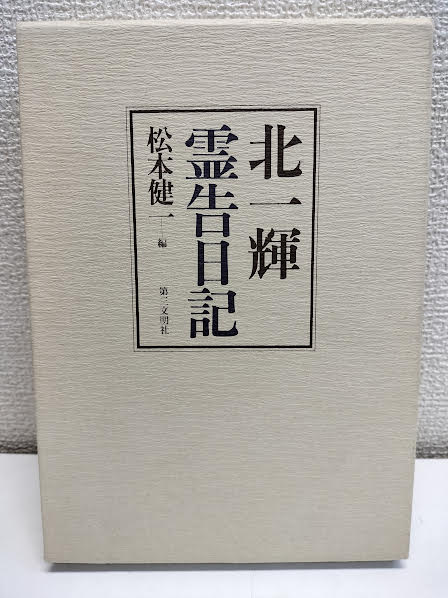 北一輝
霊告日記
松本健一―編
第三文明社